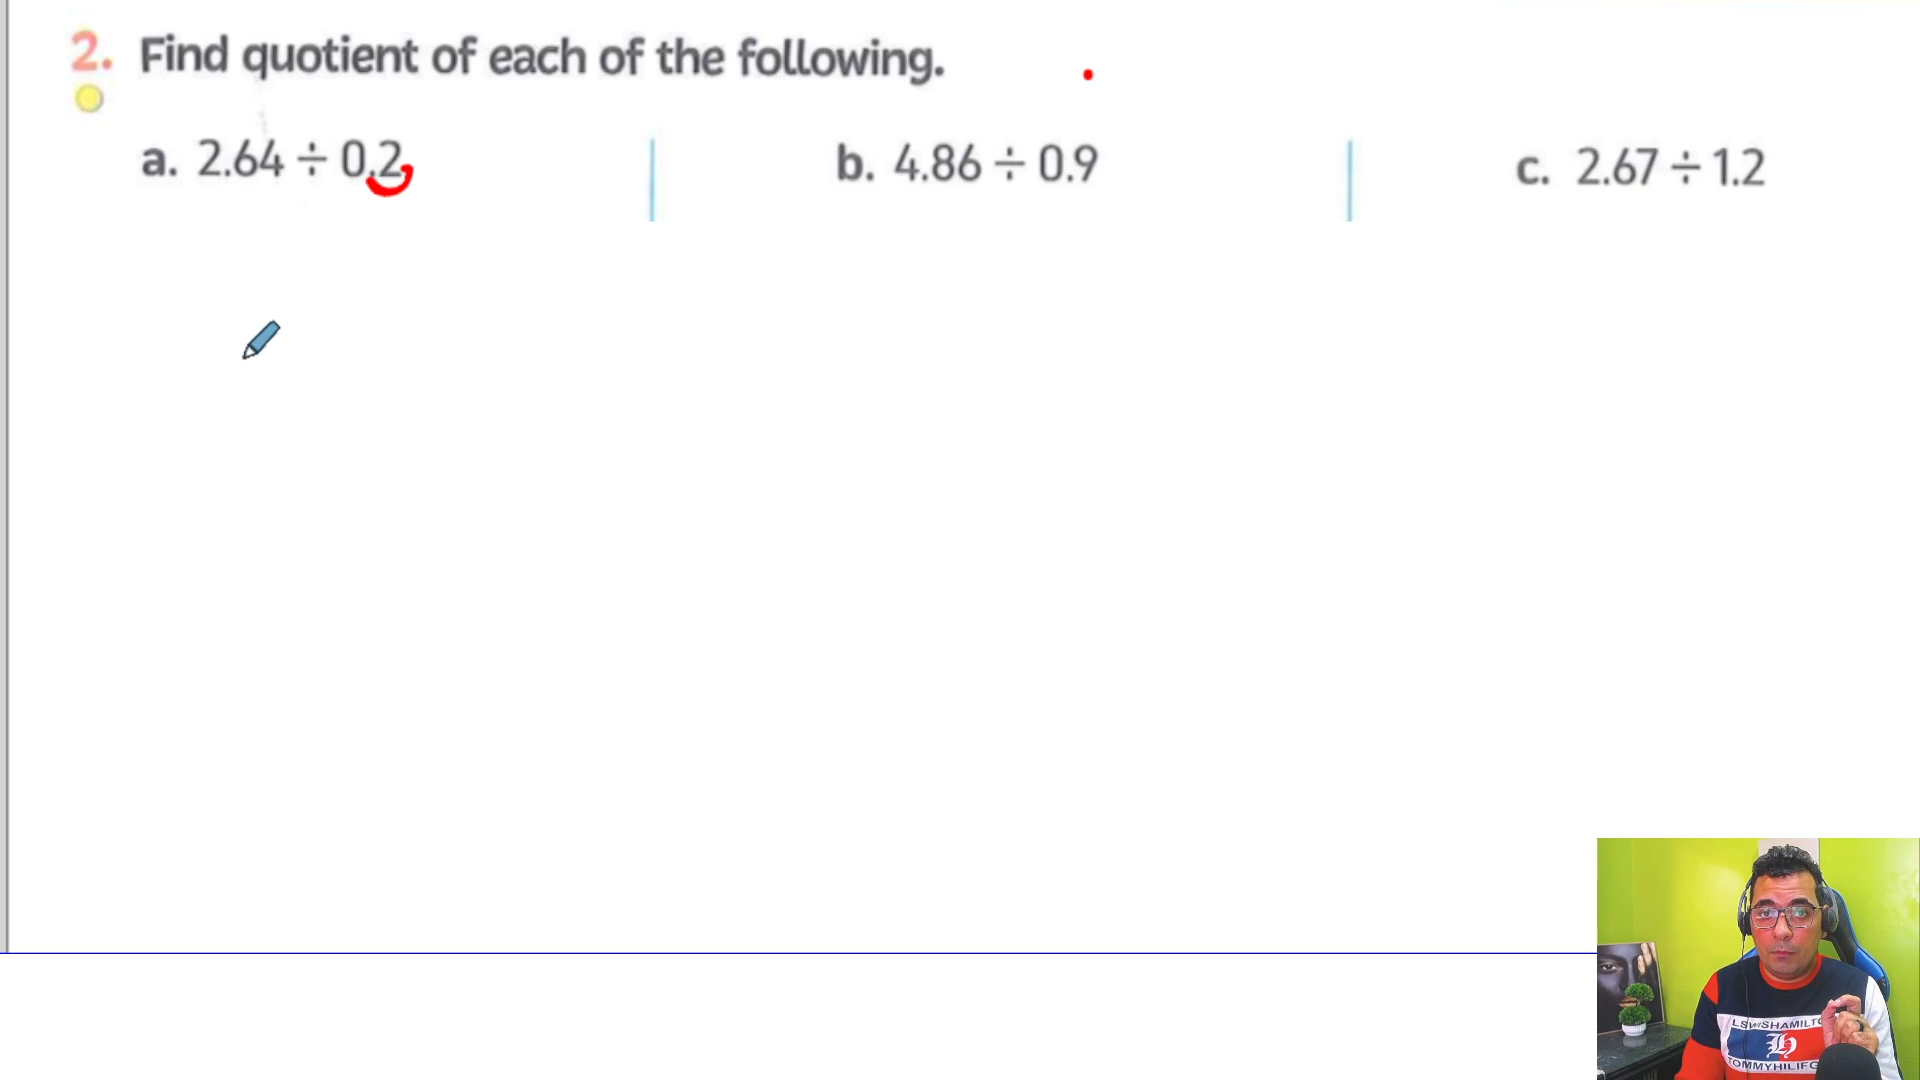 2. Find quotient of each of the following.
a. 2.64 ÷ 0.2
b. 4.86 ÷ 0.9
c. 2.67 ÷ 1.2
H